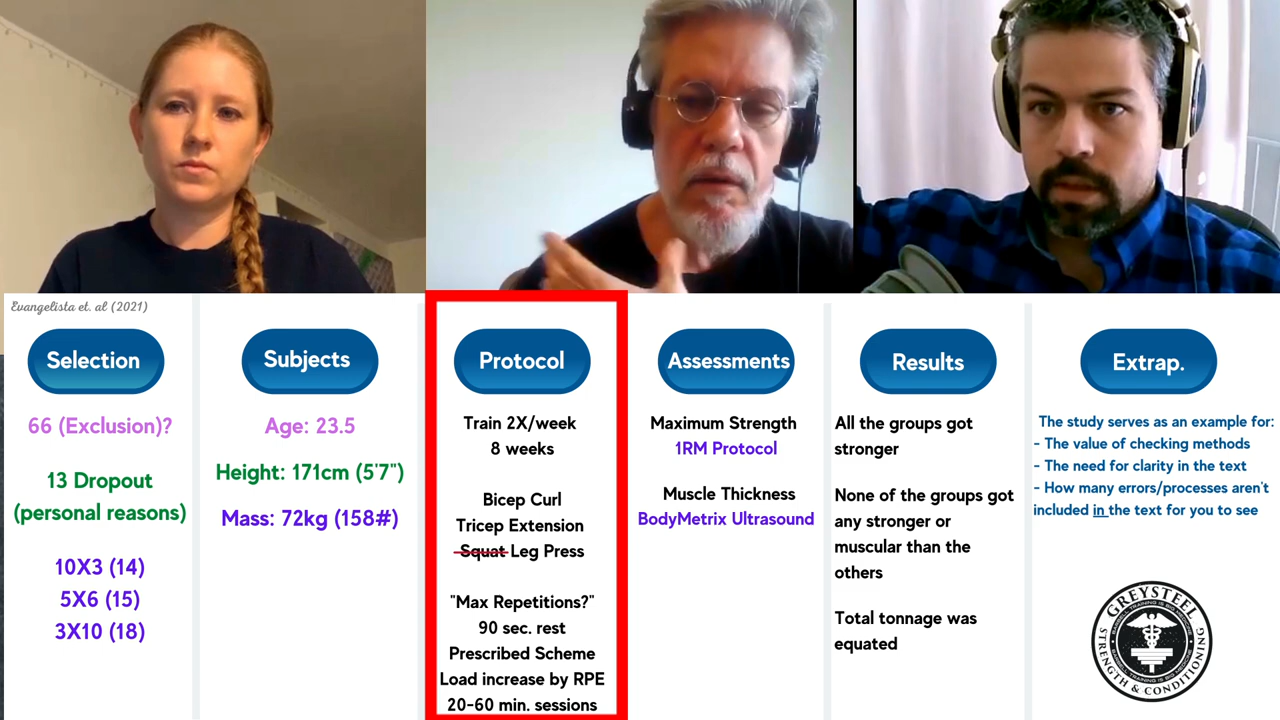 Evangelista et. al (2021)
Selection
66 (Exclusion)?
13 Dropout
(personal reasons)
10X3 (14)
5X6 (15)
3X10 (18)
Subjects
Age: 23.5
Height: 171cm (5'7")
Mass: 72kg (158#)
Protocol
Train 2X/week
8 weeks
Bicep Curl
Tricep Extension
Squat Leg Press
"Max Repetitions?"
90 sec. rest
Prescribed Scheme
Load increase by RPE
20-60 min. sessions
Assessments
Maximum Strength
1RM Protocol
Muscle Thickness
BodyMetrix Ultrasound
Results
All the groups got
stronger
None of the groups got
any stronger or
muscular than the
others
Total tonnage was
equated
Extrap.
The study serves as an example for:
- The value of checking methods
- The need for clarity in the text
- How many errors/processes aren't
included in the text for you to see
GREYSTEEL
STRENGTH & CONDITIONING